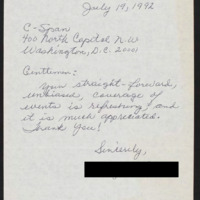 July 19, 1992
C-Span
400 North Capitol N.W
Washington, D.C. 20001
Gentlemen:
Your straight-forward,
unbiased, coverage of
events is refreshing! and
it is much appreciated.
Thank You!
Sincerely,